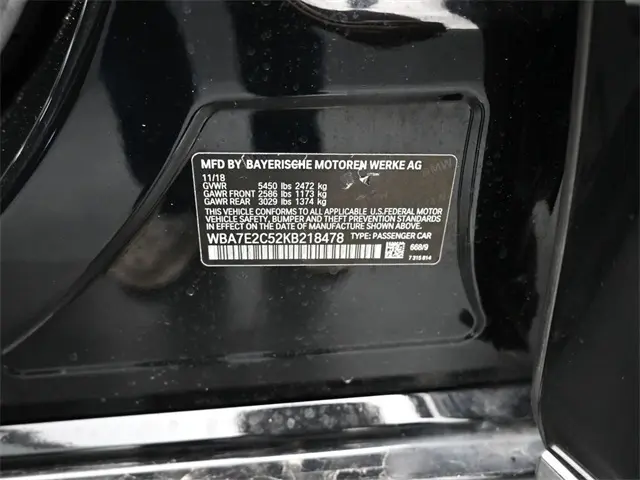 MFD BY BAYERISCHE MOTOREN WERKE AG
11/18
GVWR 5450 lbs 2472 kg
GAWR FRONT 2586 lbs 1173 kg
GAWR REAR 3029 lbs 1374 kg
THIS VEHICLE CONFORMS TO ALL APPLICABLE U.S.FEDERAL MOTOR
VEHICLE SAFETY, BUMPER AND THEFT PREVENTION STANDARDS
IN EFFECT ON THE DATE OF MANUFACTURE SHOWN ABOVE.
WBA7E2C52KB218478 TYPE: PASSENGER CAR
668/9
7 315 614